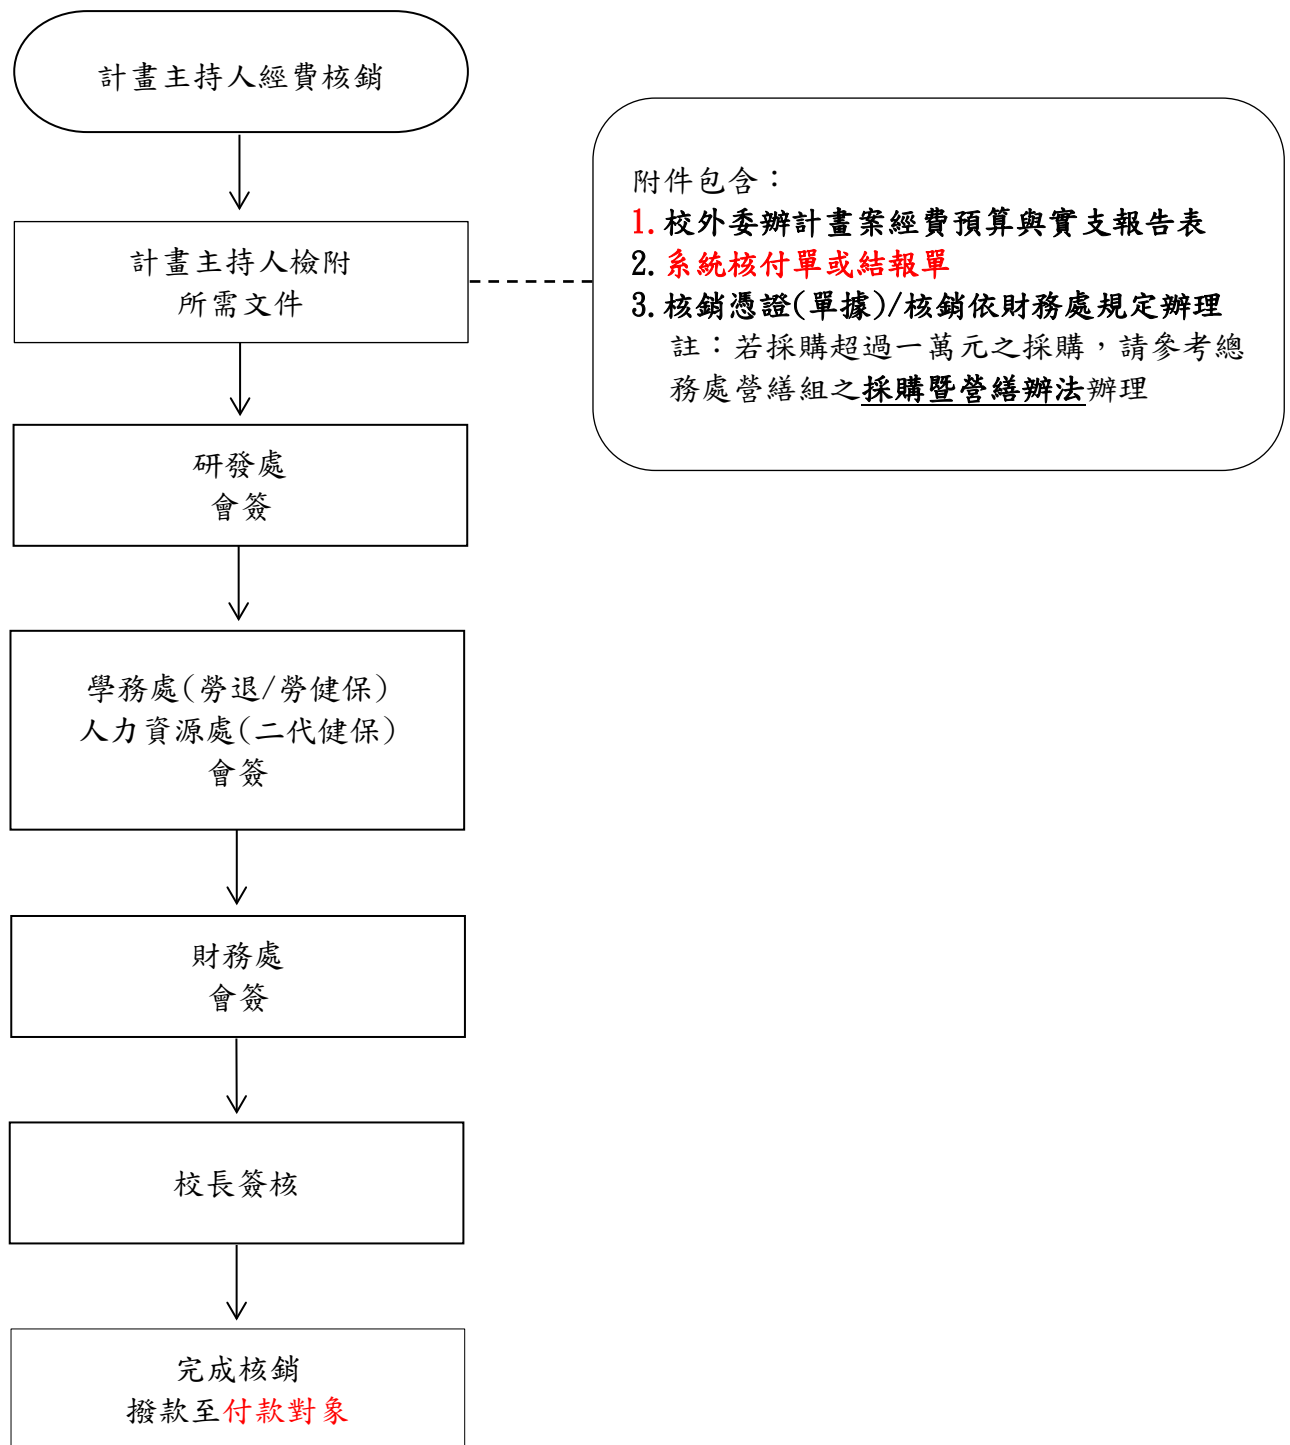 計畫主持人經費核銷
計畫主持人檢附
所需文件
附件包含：
1.校外委辦計畫案經費預算與實支報告表
2.系統核付單或結報單
3.核銷憑證(單據)/核銷依財務處規定辦理
註：若採購超過一萬元之採購，請參考總
務處營繕組之採購暨營繕辦法辦理
研發處
會簽
學務處(勞退/勞健保)
人力資源處(二代健保)
會簽
財務處
會簽
校長簽核
完成核銷
撥款至付款對象